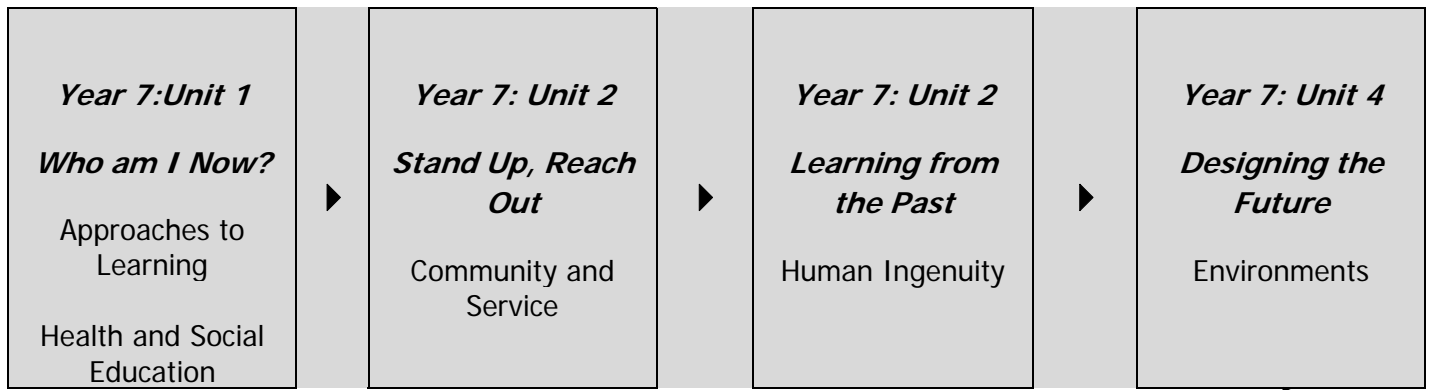 Year 7:Unit 1
Who am I Now?
Approaches to
Learning
Health and Social
Education
Year 7: Unit 2
Stand Up, Reach
Out
Community and
Service
Year 7: Unit 2
Learning from
the Past
Human Ingenuity
Year 7: Unit 4
Designing the
Future
Environments